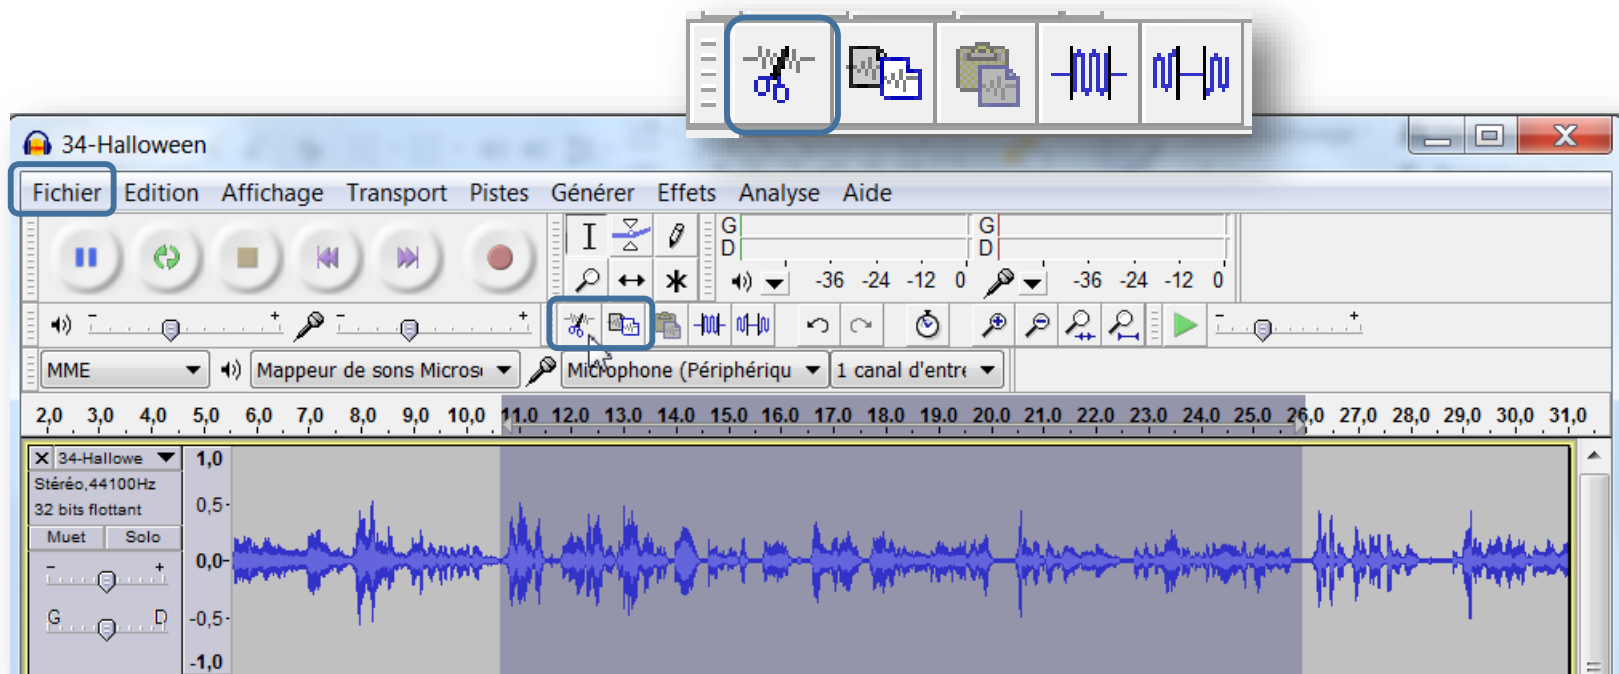 34-Halloween
Fichier Edition Affichage Transport Pistes Générer Effets Analyse Aide
G G
D D
-36 -24 -12 0 -36 -24 -12 0
- + - + - +
MME Mappeur de sons Micros Microphone (Périphériqu 1 canal d'entre
2,0 3,0 4,0 5,0 6,0 7,0 8,0 9,0 10,0 11,0 12,0 13,0 14,0 15,0 16,0 17,0 18,0 19,0 20,0 21,0 22,0 23,0 24,0 25,0 26,0 27,0 28,0 29,0 30,0 31,0
X 34-Hallowe 1,0
Stéréo,44100Hz
32 bits flottant 0,5-
Muet Solo
- + 0,0-
G D -0,5-
-1,0